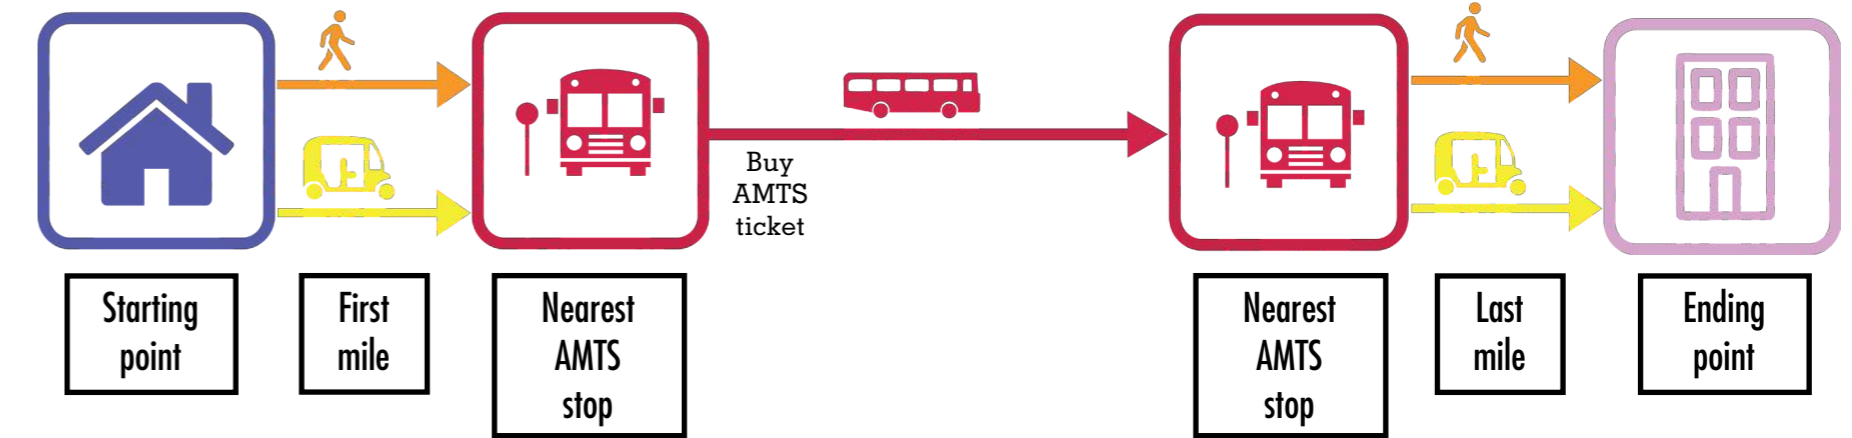 Buy
AMTS
ticket
Starting
point
First
mile
Nearest
AMTS
stop
Nearest
AMTS
stop
Last
mile
Ending
point